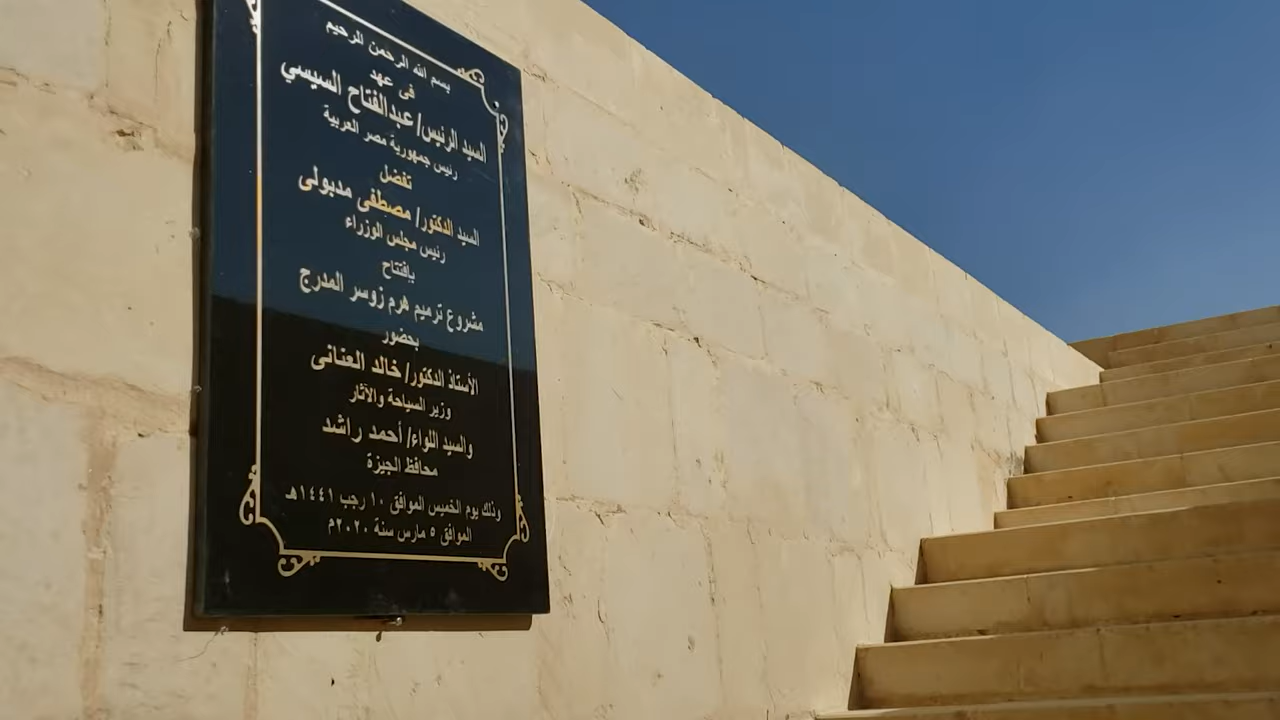 بسم الله الرحمن الرحيم
فى عهد
السيد الرئيس/ عبدالفتاح السيسي
رئيس جمهورية مصر العربية
تفضل
السيد الدكتور/ مصطفى مدبولى
رئيس مجلس الوزراء
بإفتتاح
مشروع ترميم هرم زوسر المدرج
بحضور
الأستاذ الدكتور/ خالد العنانى
وزير السياحة والآثار
والسيد اللواء/ أحمد راشد
محافظ الجيزة
وذلك يوم الخميس الموافق ١٠ رجب ١٤٤١هـ
الموافق ٥ مارس سنة ٢٠٢٠م